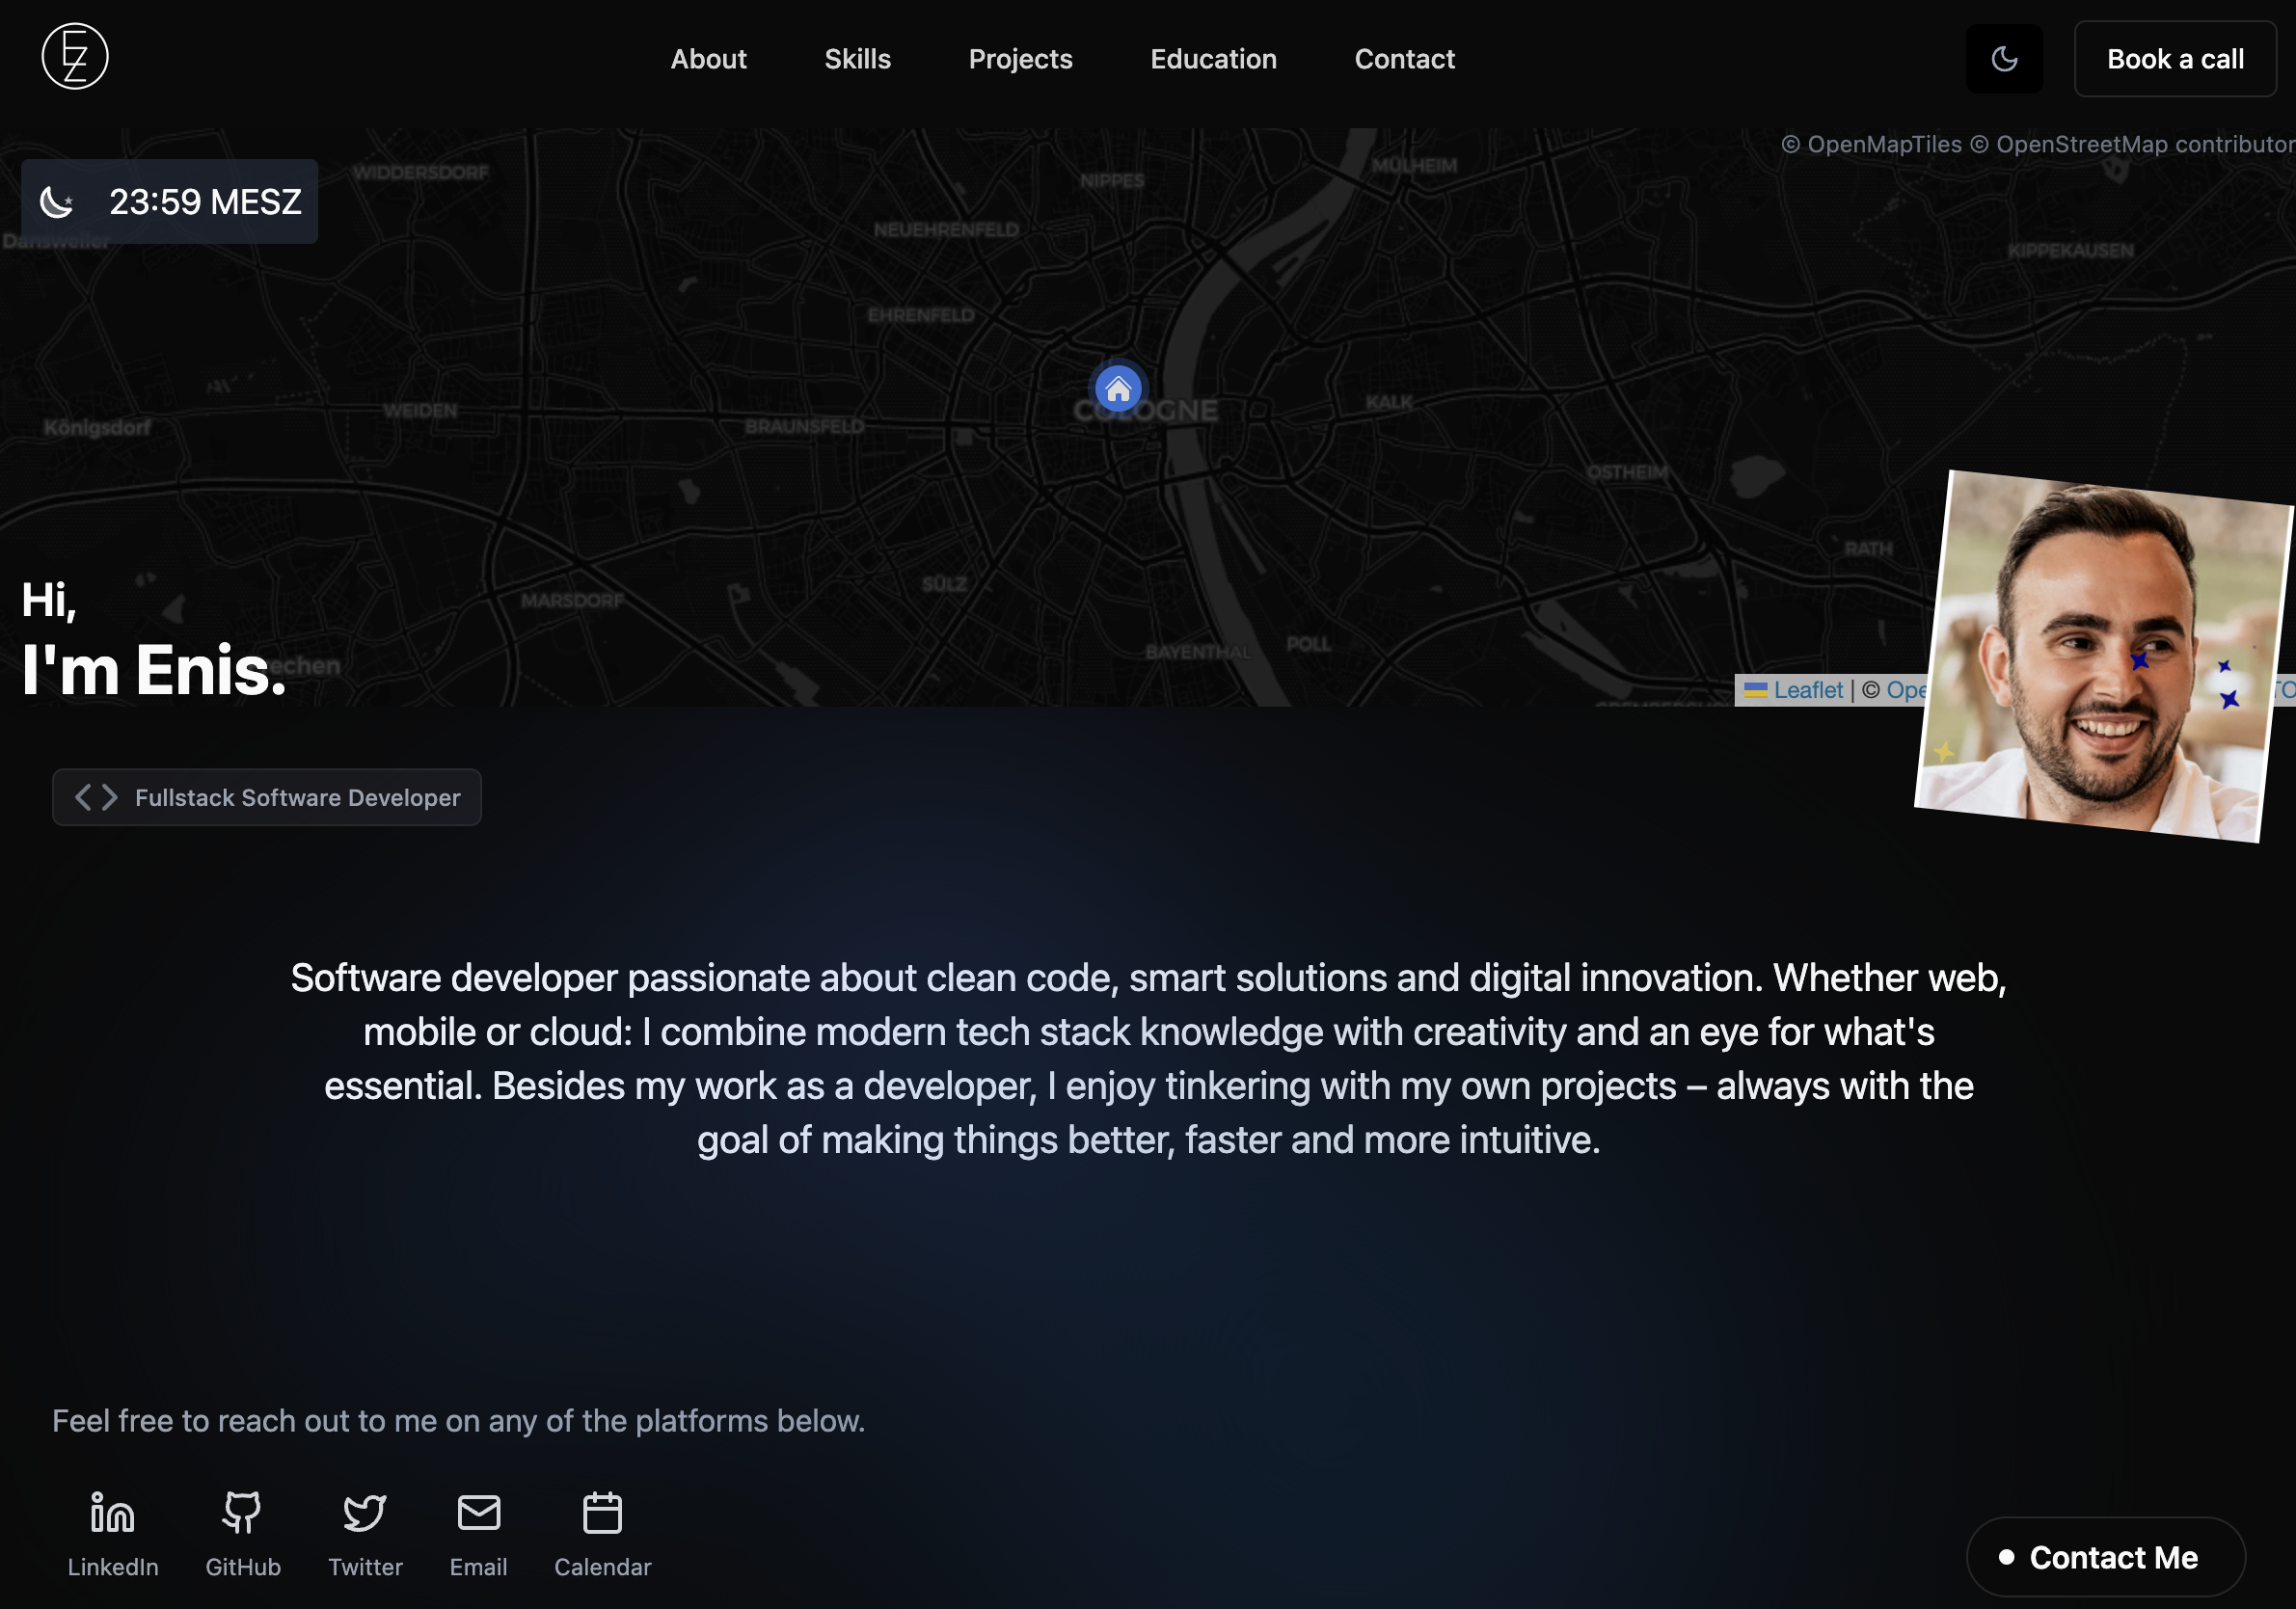 EZ
About
Skills
Projects
Education
Contact
Book a call
© OpenMapTiles © OpenStreetMap contributor
23:59 MESZ
WIDDERSDORF
NIPPES
MÜLHEIM
Dansweiler
NEUEHRENFELD
KIPPEKAUSEN
EHRENFELD
COLOGNE
KALK
Königsdorf
WEIDEN
BRAUNSFELD
OSTHEIM
RATH
Hi,
I'm Enis.
echen
MARSDORF
SÜLZ
BAYENTHAL
POLL
Leaflet | © Ope
Fullstack Software Developer
Software developer passionate about clean code, smart solutions and digital innovation. Whether web,
mobile or cloud: I combine modern tech stack knowledge with creativity and an eye for what's
essential. Besides my work as a developer, I enjoy tinkering with my own projects – always with the
goal of making things better, faster and more intuitive.
Feel free to reach out to me on any of the platforms below.
LinkedIn
GitHub
Twitter
Email
Calendar
Contact Me